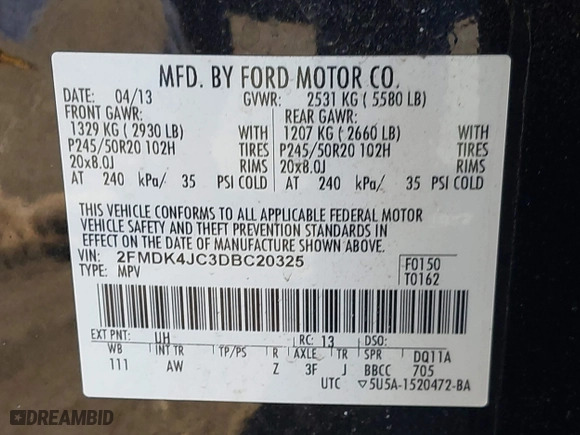 MFD. BY FORD MOTOR CO.
DATE: 04/13 GVWR: 2531 KG ( 5580 LB)
FRONT GAWR: REAR GAWR:
1329 KG ( 2930 LB) WITH 1207 KG ( 2660 LB) WITH
P245/50R20 102H TIRES P245/50R20 102H TIRES
20x8.0J RIMS 20x8.0J RIMS
AT 240 kPa/ 35 PSI COLD AT 240 kPa/ 35 PSI COLD
THIS VEHICLE CONFORMS TO ALL APPLICABLE FEDERAL MOTOR
VEHICLE SAFETY AND THEFT PREVENTION STANDARDS IN
EFFECT ON THE DATE OF MANUFACTURE SHOWN ABOVE.
VIN: 2FMDK4JC3DBC20325 F0150
TYPE: MPV T0162
EXT PNT: UH RC: 13 DSO:
WB INT TR TP/PS R AXLE TR SPR DQ11A
111 AW Z 3F J BBCC 705
UTC ▽5U5A-1520472-BA
DREAMBID